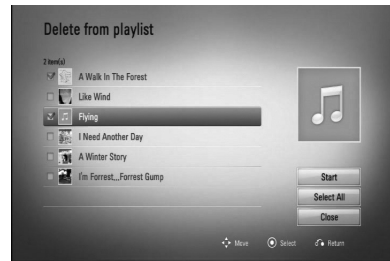 Delete from playlist
2 item(s)
A Walk In The Forest
Like Wind
Flying
I Need Another Day
A Winter Story
I'm Forrest...Forrest Gump
Start
Select All
Close
Move Select Return